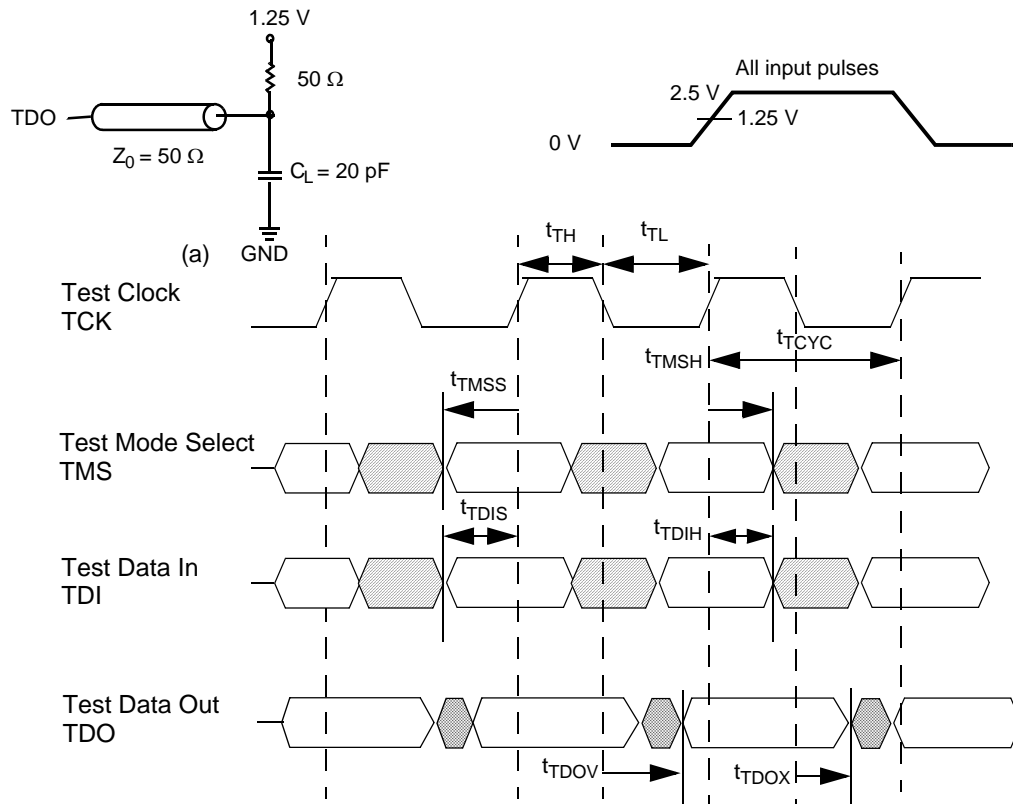 1.25 V
50 Ω
TDO
Z0 = 50 Ω
CL = 20 pF
(a)
GND
All input pulses
2.5 V
1.25 V
0 V
tTH
tTL
Test Clock
TCK
tTCYC
tTMSH
tTMSS
Test Mode Select
TMS
tTDIS
tTDIH
Test Data In
TDI
Test Data Out
TDO
tTDOV
tTDOX